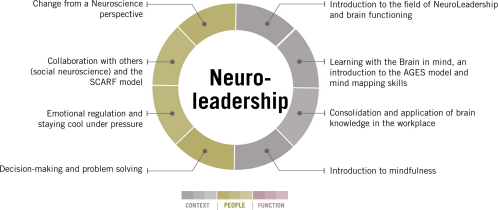 Change from a Neuroscience
perspective
Collaboration with others
(social neuroscience) and the
SCARF model
Emotional regulation and
staying cool under pressure
Decision-making and problem solving
Neuro-
leadership
Introduction to the field of NeuroLeadership
and brain functioning
Learning with the Brain in mind, an
introduction to the AGES model and
mind mapping skills
Consolidation and application of brain
knowledge in the workplace
Introduction to mindfulness
CONTEXT | PEOPLE | FUNCTION